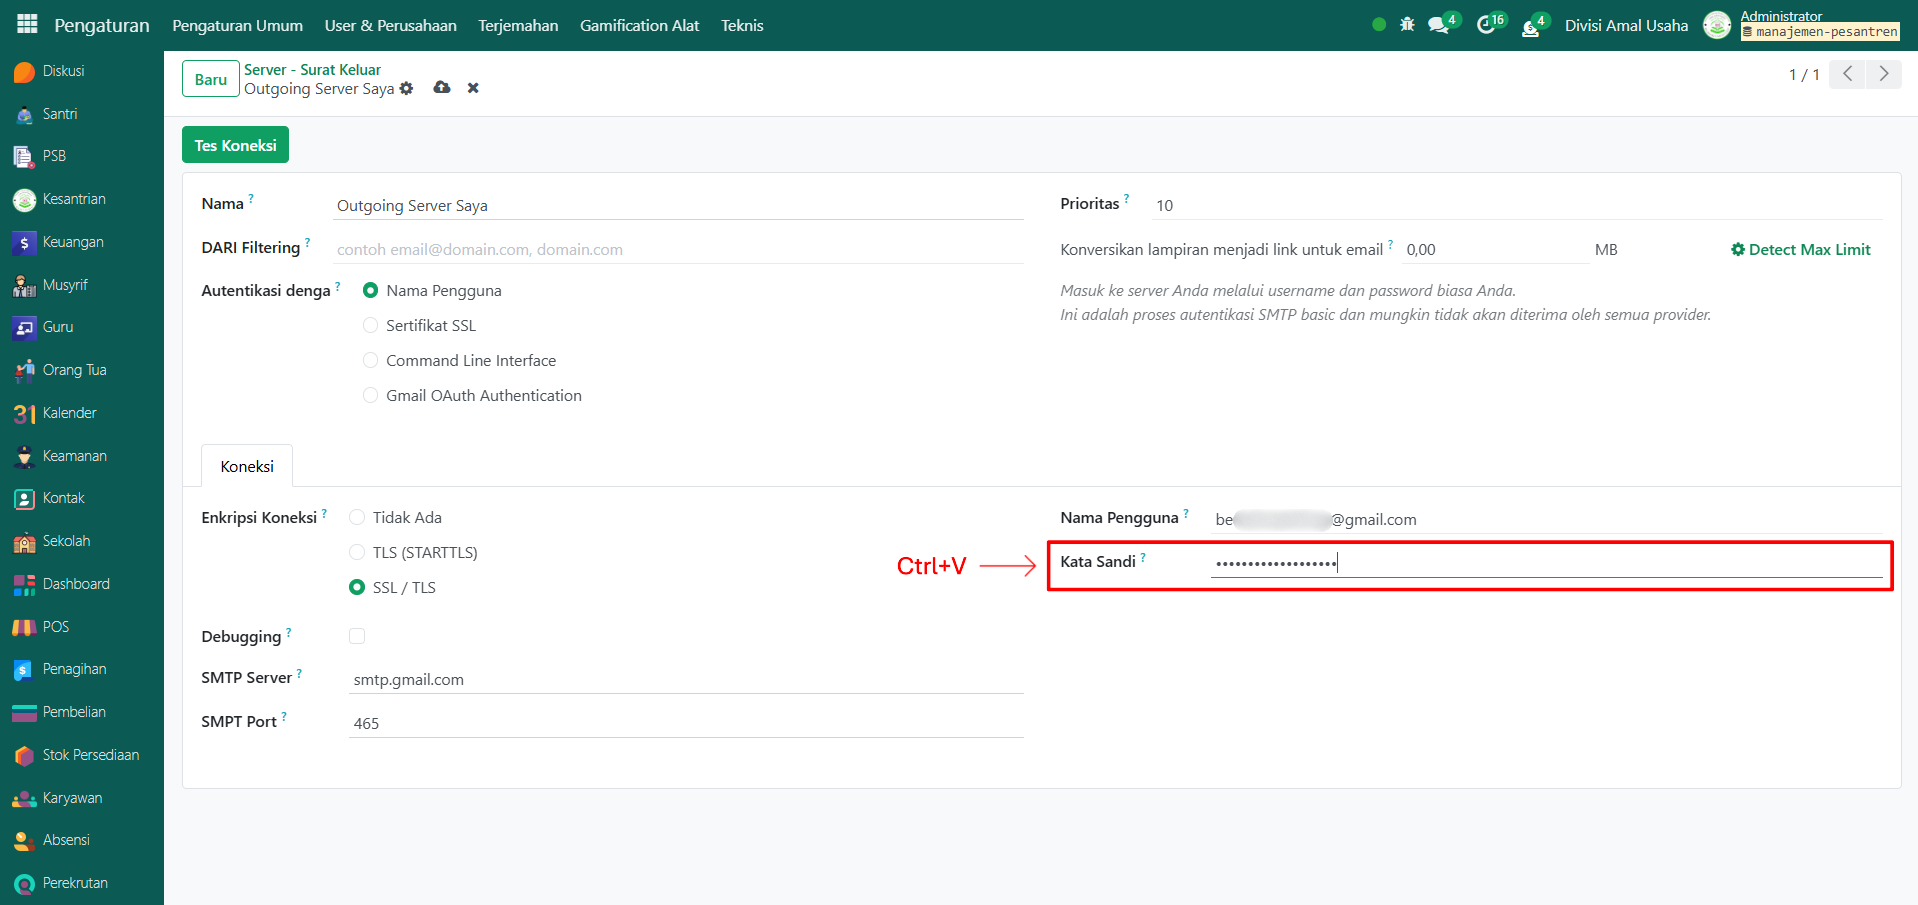 Pengaturan Pengaturan Umum User & Perusahaan Terjemahan Gamification Alat Teknis 4 16 4 Divisi Amal Usaha Administrator
manajemen-pesantren
Diskusi
Santri
PSB
Kesantrian
Keuangan
Musyrif
Guru
Orang Tua
31 Kalender
Keamanan
Kontak
Sekolah
Dashboard
POS
Penagihan
Pembelian
Stok Persediaan
Karyawan
Absensi
Perekrutan
Baru
Server - Surat Keluar
Outgoing Server Saya
1 / 1
Tes Koneksi
Nama ? Outgoing Server Saya
DARI Filtering ? contoh email@domain.com, domain.com
Autentikasi denga ? Nama Pengguna
Sertifikat SSL
Command Line Interface
Gmail OAuth Authentication
Prioritas ? 10
Konversikan lampiran menjadi link untuk email ? 0,00 MB Detect Max Limit
Masuk ke server Anda melalui username dan password biasa Anda.
Ini adalah proses autentikasi SMTP basic dan mungkin tidak akan diterima oleh semua provider.
Koneksi
Enkripsi Koneksi ? Tidak Ada
TLS (STARTTLS)
SSL / TLS
Debugging ?
SMTP Server ? smtp.gmail.com
SMPT Port ? 465
Nama Pengguna ? be @gmail.com
Ctrl+V
Kata Sandi ? •••••••••••••••••••